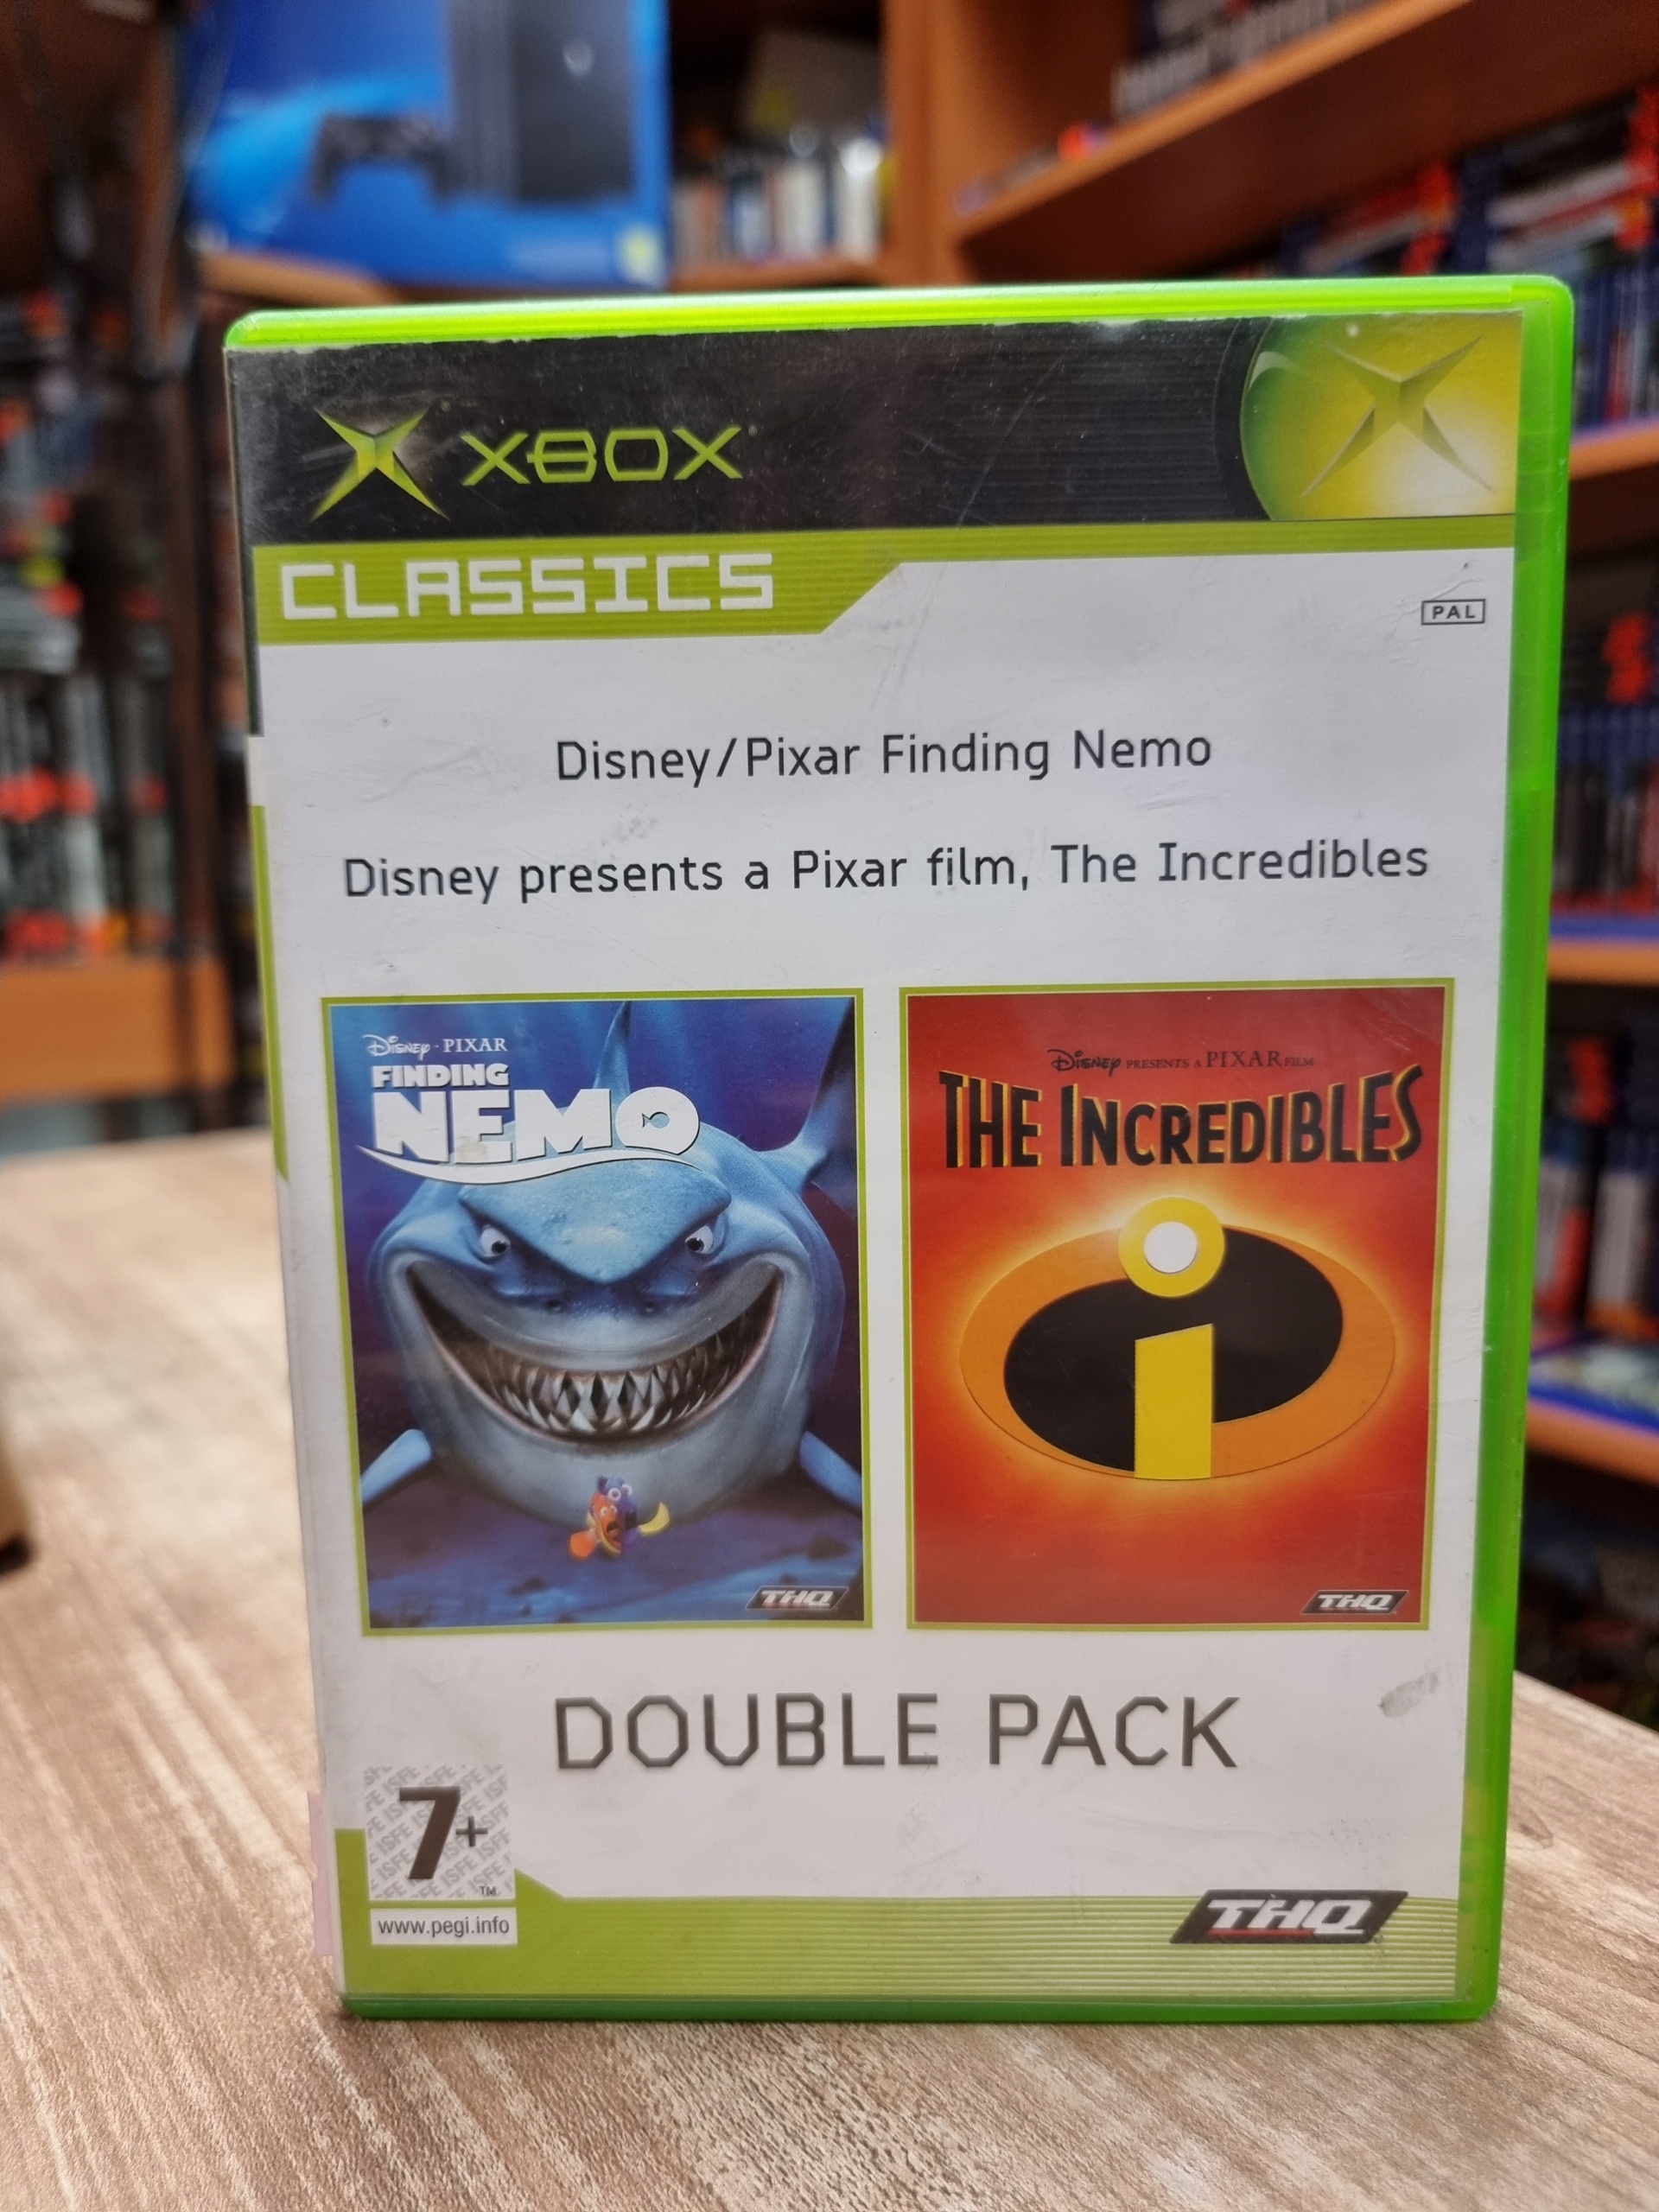 XBOX
CLASSICS
PAL
Disney/Pixar Finding Nemo
Disney presents a Pixar film, The Incredibles
Disney · PIXAR
FINDING
NEMO
THQ
Disney PRESENTS A PIXAR FILM
THE INCREDIBLES
THQ
DOUBLE PACK
7+
TM
www.pegi.info
THQ